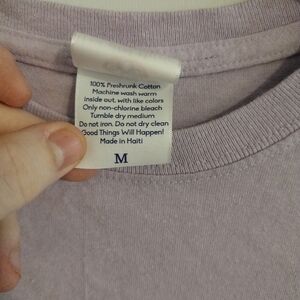 100% Preshrunk Cotton
Machine wash warm
inside out, with like colors
Only non-chlorine bleach
Tumble dry medium
Do not iron. Do not dry clean
Good Things Will Happen!
Made in Haiti
M